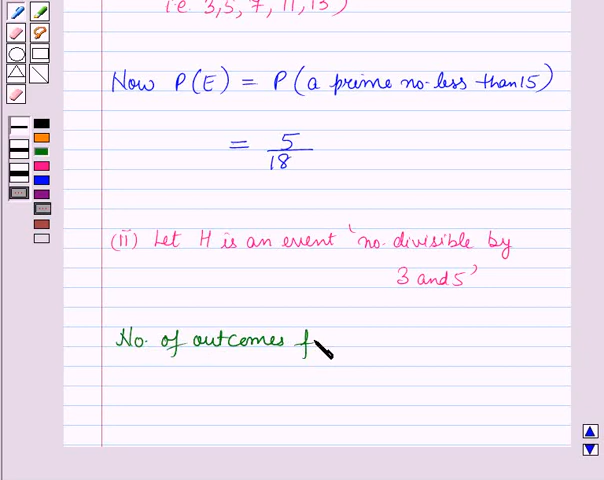 i.e. 3,5, 7, 11, 13 )
Now P(E) = P( a prime no. less than 15)
= 5/18
(ii) Let H is an event ' no. divisible by
3 and 5'
No. of outcomes f